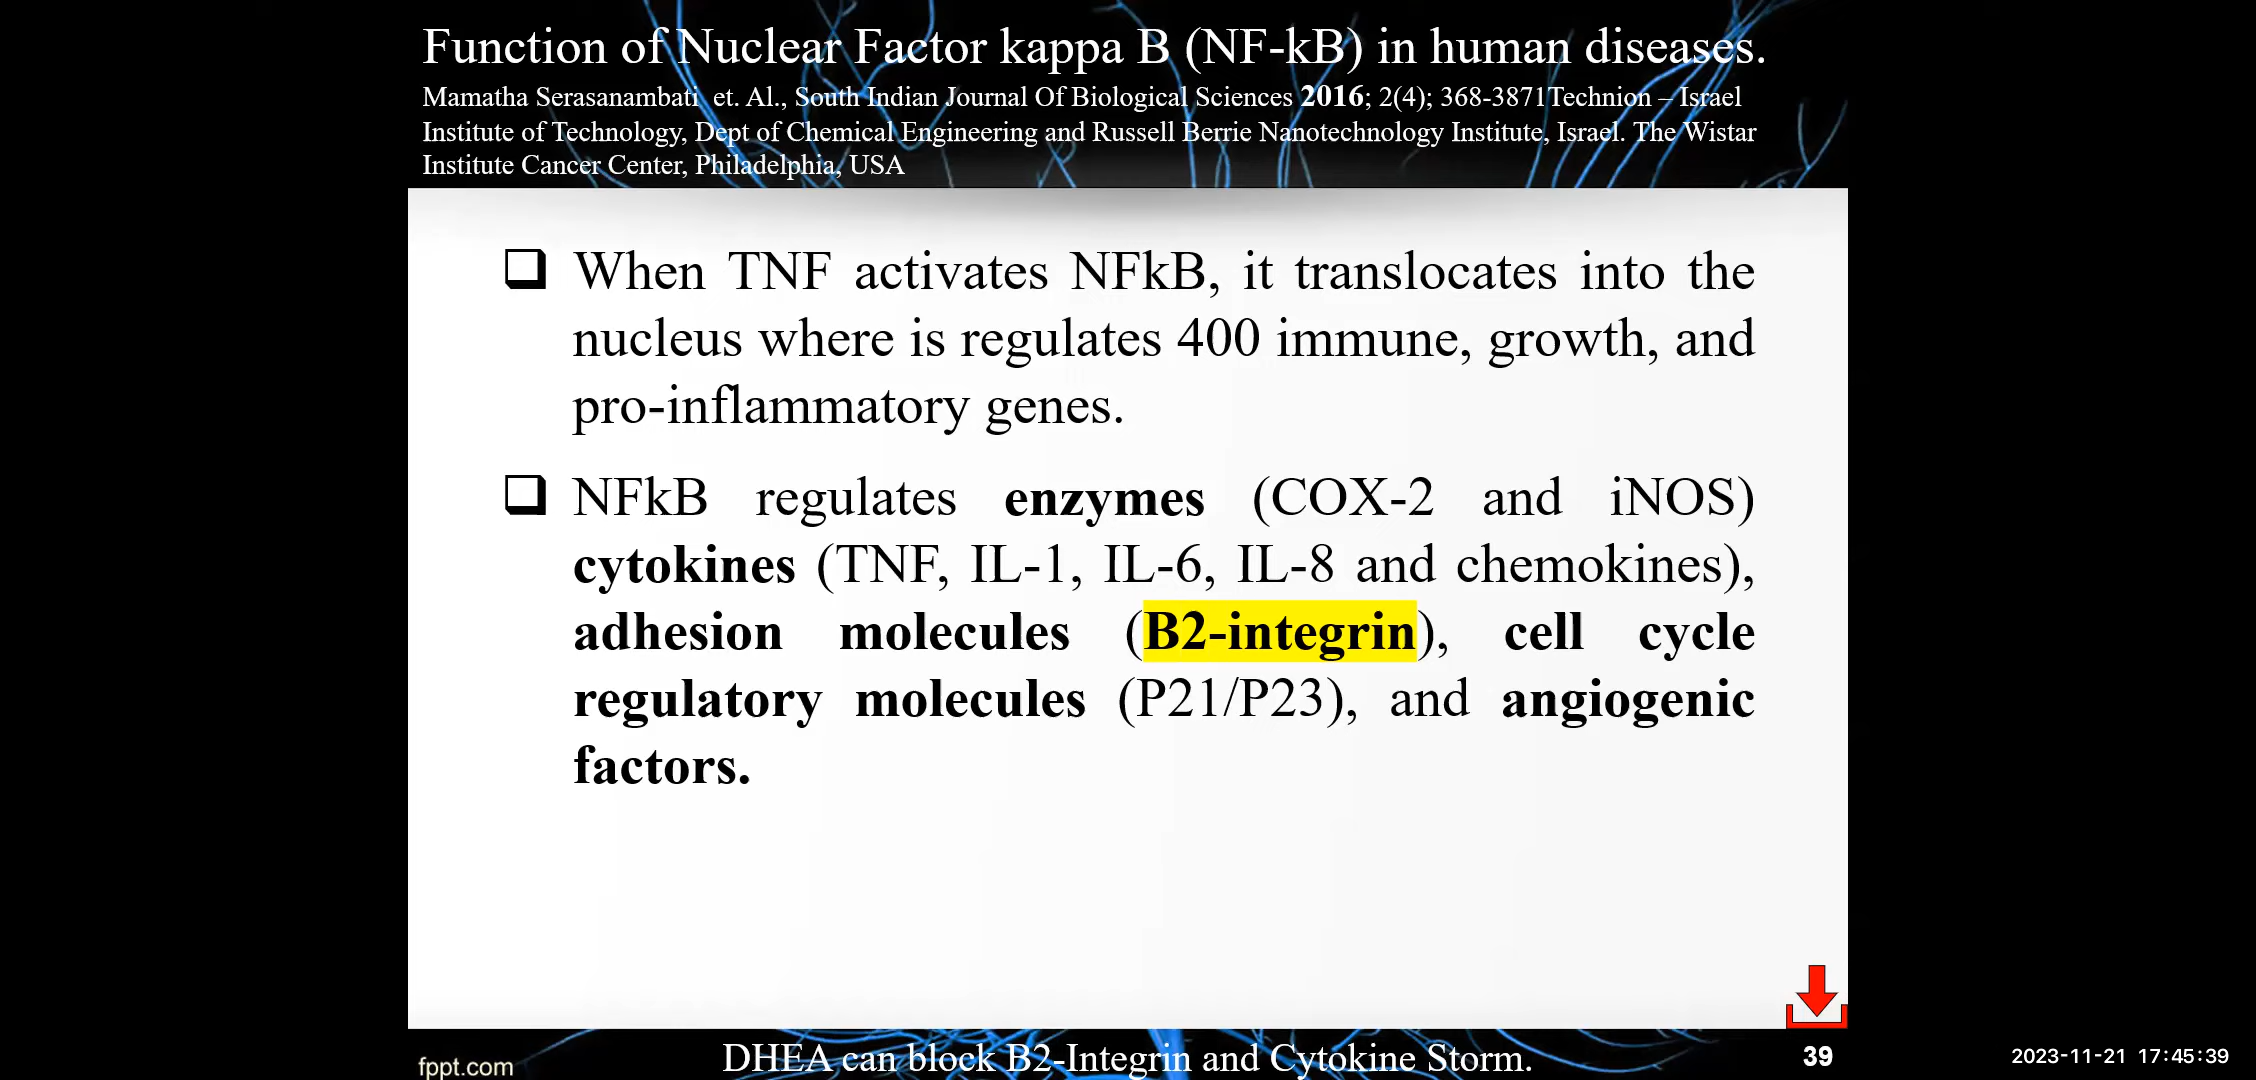 Function of Nuclear Factor kappa B (NF-kB) in human diseases.
Mamatha Serasanambati et. Al., South Indian Journal Of Biological Sciences 2016; 2(4); 368-3871Technion – Israel
Institute of Technology, Dept of Chemical Engineering and Russell Berrie Nanotechnology Institute, Israel. The Wistar
Institute Cancer Center, Philadelphia, USA
When TNF activates NFkB, it translocates into the
nucleus where is regulates 400 immune, growth, and
pro-inflammatory genes.
NFkB regulates enzymes (COX-2 and iNOS)
cytokines (TNF, IL-1, IL-6, IL-8 and chemokines),
adhesion molecules (B2-integrin), cell cycle
regulatory molecules (P21/P23), and angiogenic
factors.
fppt.com
DHEA can block B2-Integrin and Cytokine Storm.
39
2023-11-21 17:45:39